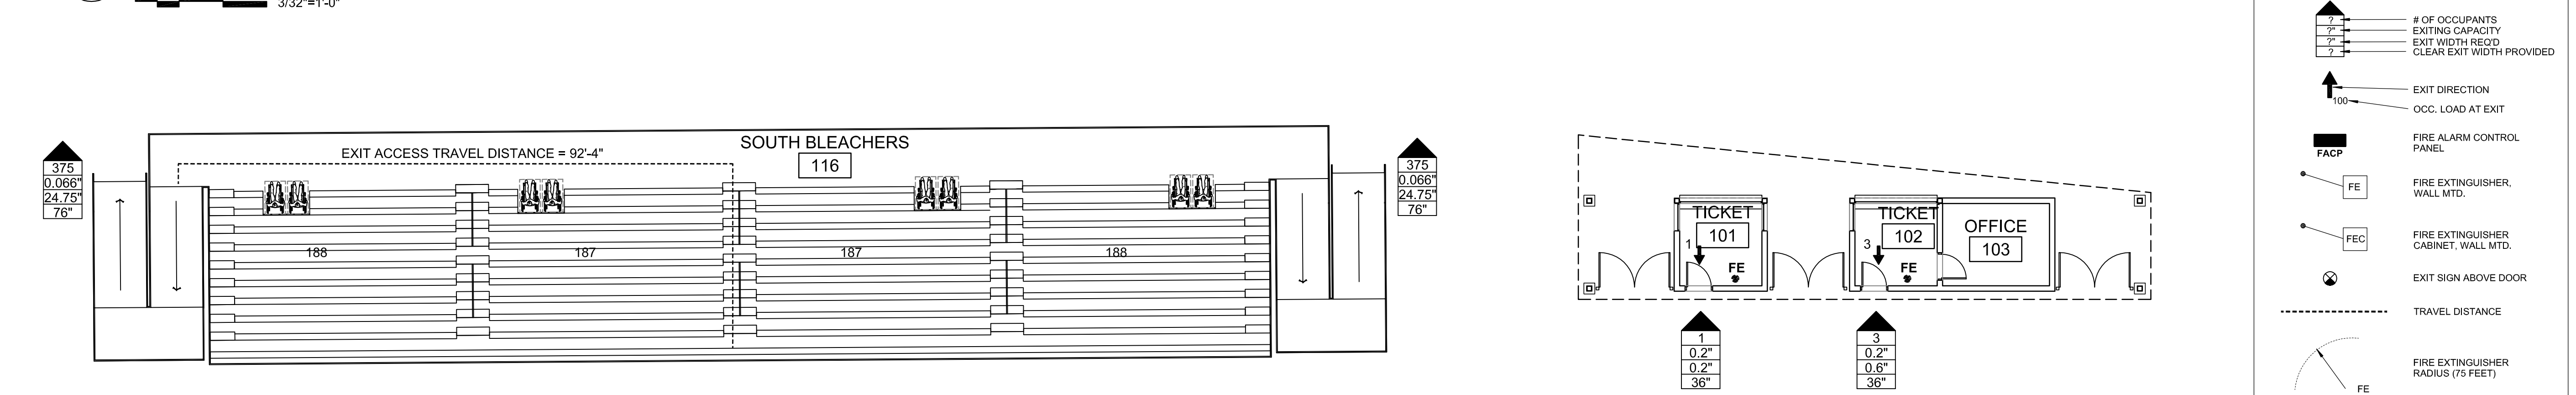 3/32"=1'-0"
SOUTH BLEACHERS
116
EXIT ACCESS TRAVEL DISTANCE = 92'-4"
375
0.066"
24.75"
76"
188
187
187
188
375
0.066"
24.75"
76"
TICKET
101
1
FE
TICKET
102
3
FE
OFFICE
103
1
0.2"
0.2"
36"
3
0.2"
0.6"
36"
?
# OF OCCUPANTS
?"
EXITING CAPACITY
?"
EXIT WIDTH REQ'D
?
CLEAR EXIT WIDTH PROVIDED
EXIT DIRECTION
100
OCC. LOAD AT EXIT
FACP
FIRE ALARM CONTROL
PANEL
FE
FIRE EXTINGUISHER,
WALL MTD.
FEC
FIRE EXTINGUISHER
CABINET, WALL MTD.
EXIT SIGN ABOVE DOOR
TRAVEL DISTANCE
FIRE EXTINGUISHER
RADIUS (75 FEET)
FE